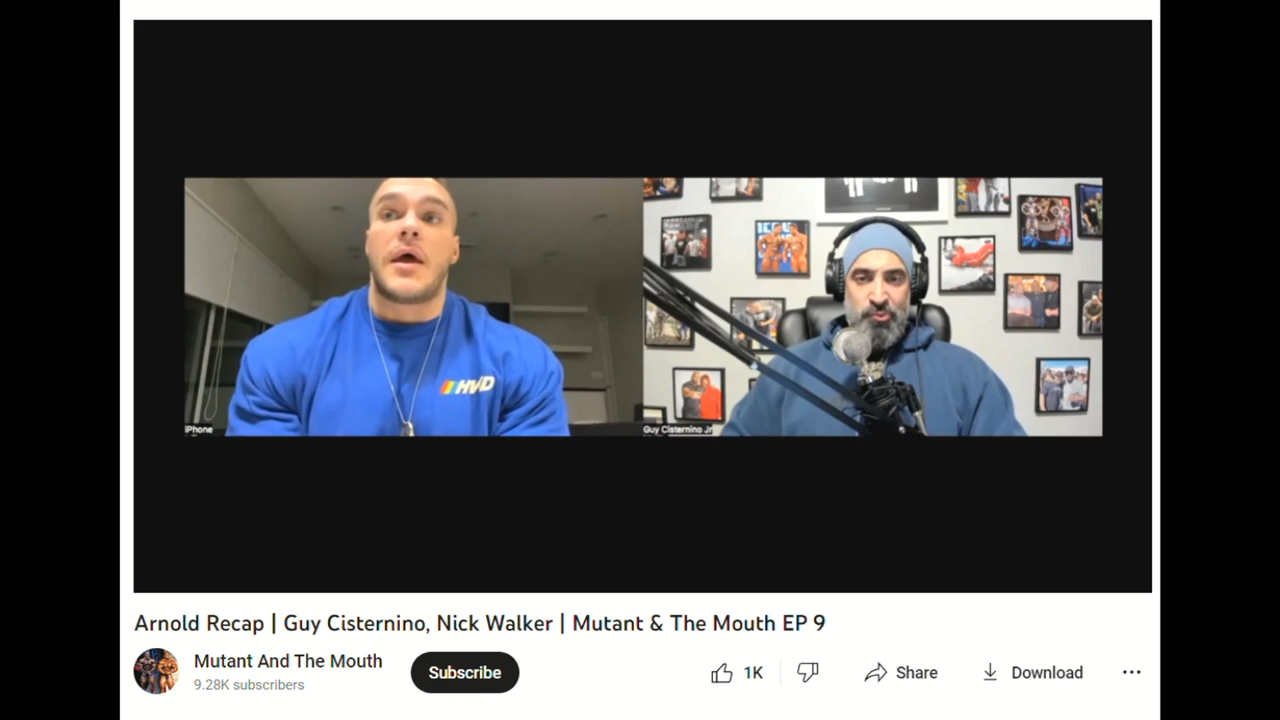 HVD
iPhone
Guy Cisternino Jr
Arnold Recap | Guy Cisternino, Nick Walker | Mutant & The Mouth EP 9
Mutant And The Mouth
9.28K subscribers
Subscribe
1K
Share
Download